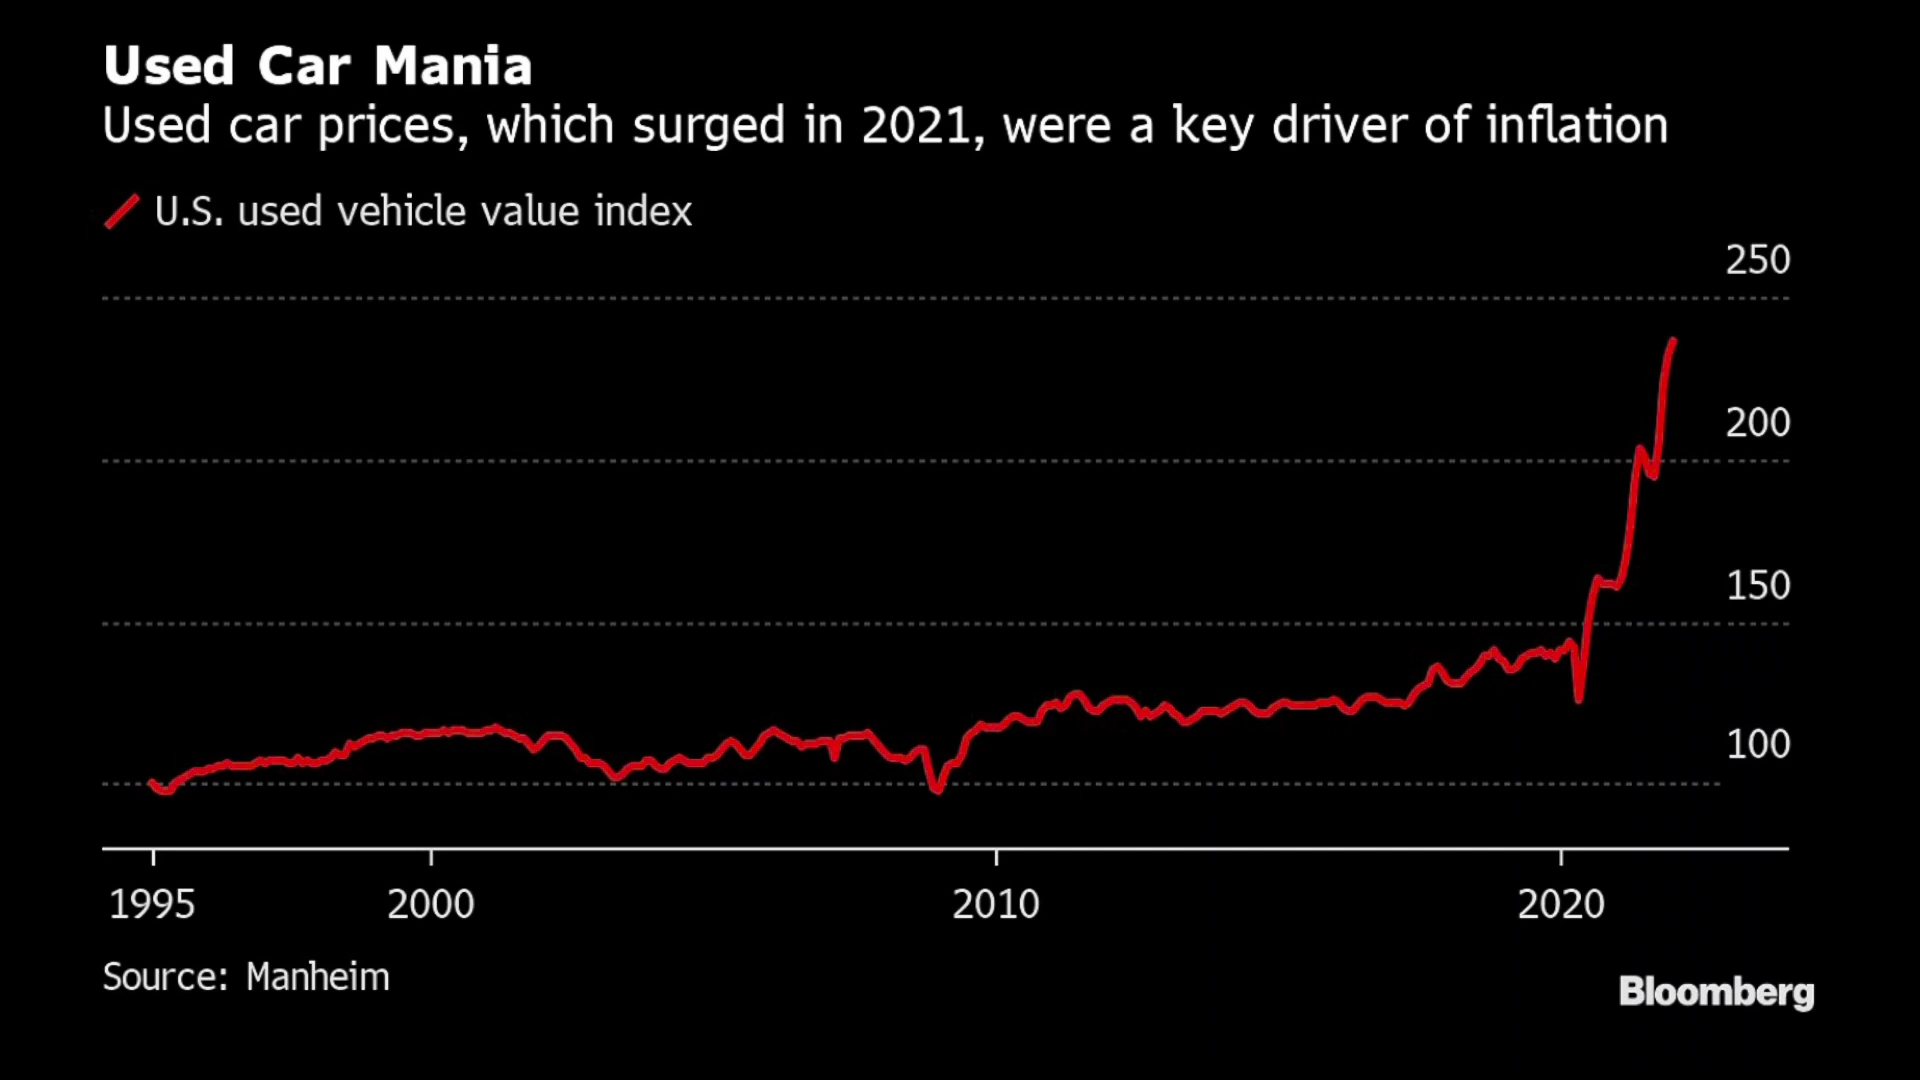 Used Car Mania
Used car prices, which surged in 2021, were a key driver of inflation
U.S. used vehicle value index
250
200
150
100
1995 2000 2010 2020
Source: Manheim
Bloomberg